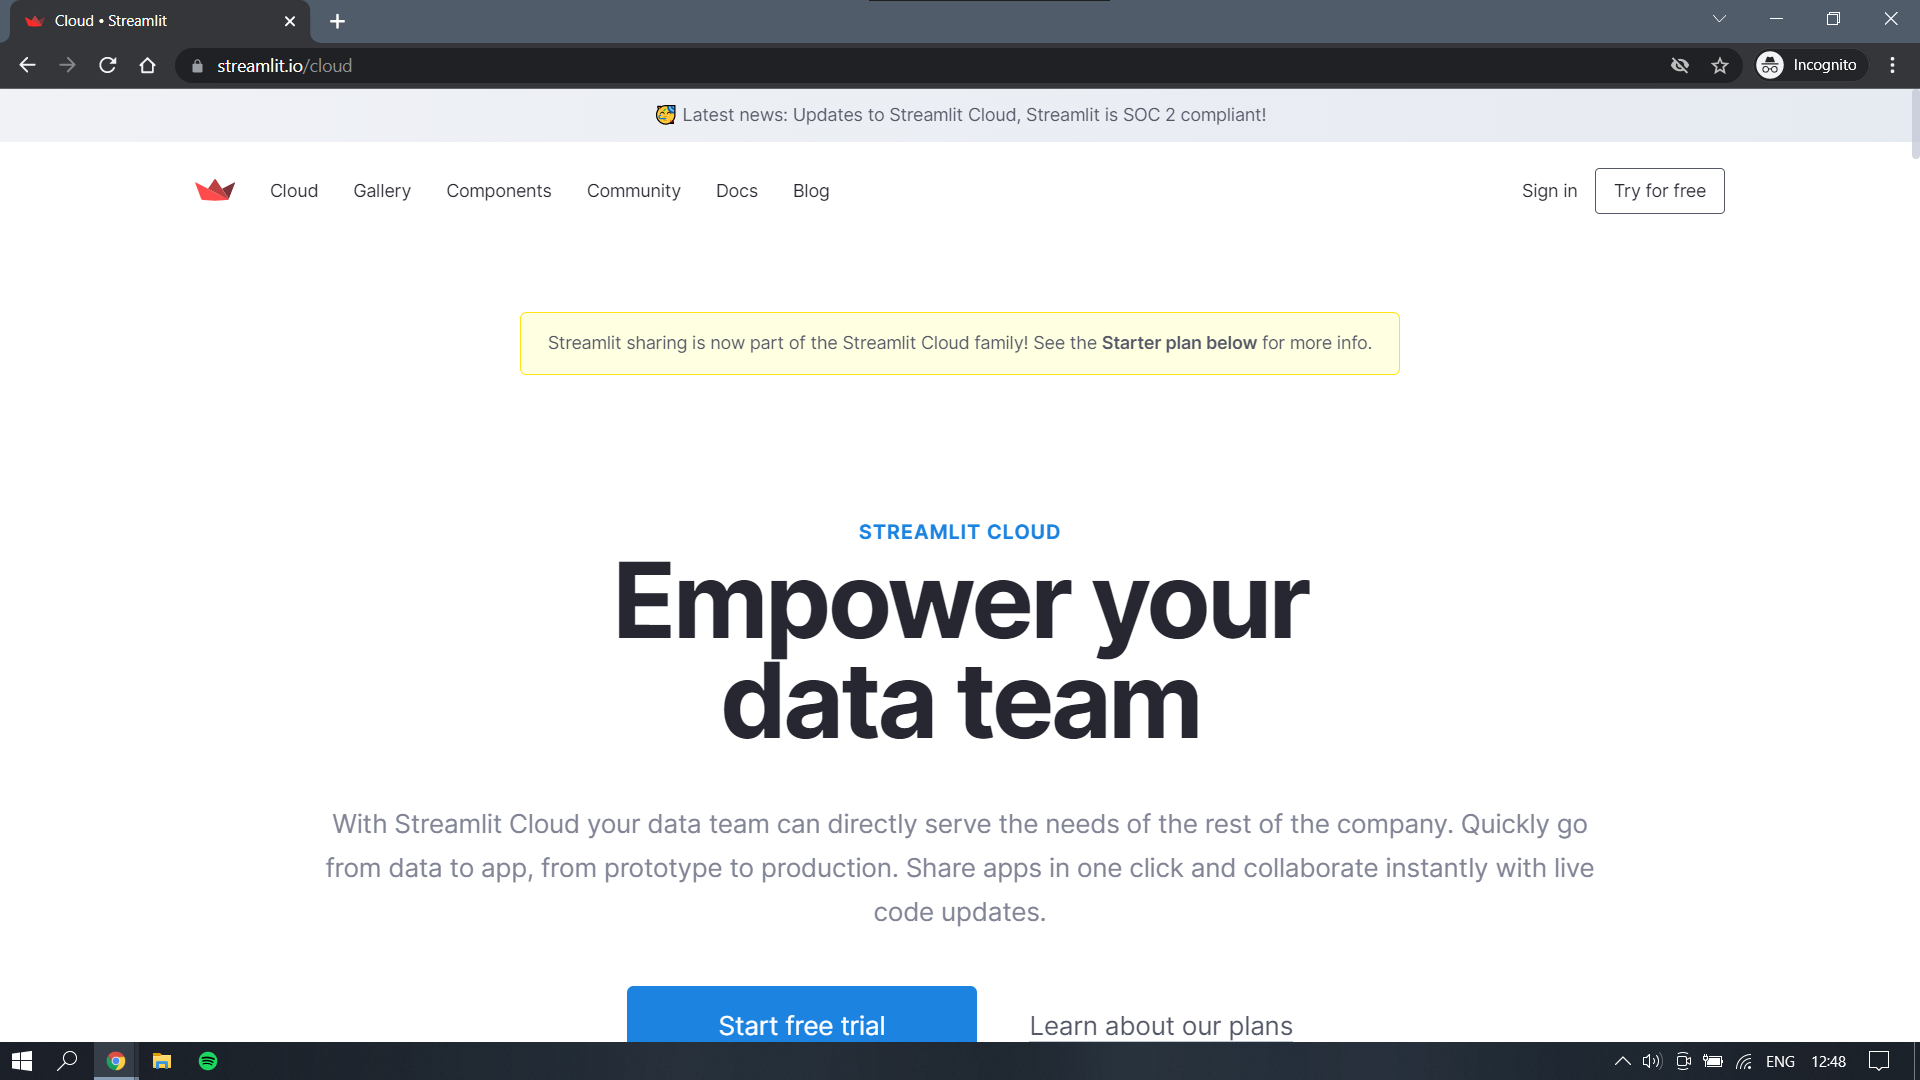 Cloud • Streamlit
streamlit.io/cloud
Incognito
Latest news: Updates to Streamlit Cloud, Streamlit is SOC 2 compliant!
Cloud Gallery Components Community Docs Blog Sign in Try for free
Streamlit sharing is now part of the Streamlit Cloud family! See the Starter plan below for more info.
STREAMLIT CLOUD
Empower your
data team
With Streamlit Cloud your data team can directly serve the needs of the rest of the company. Quickly go
from data to app, from prototype to production. Share apps in one click and collaborate instantly with live
code updates.
Start free trial Learn about our plans
ENG 12:48